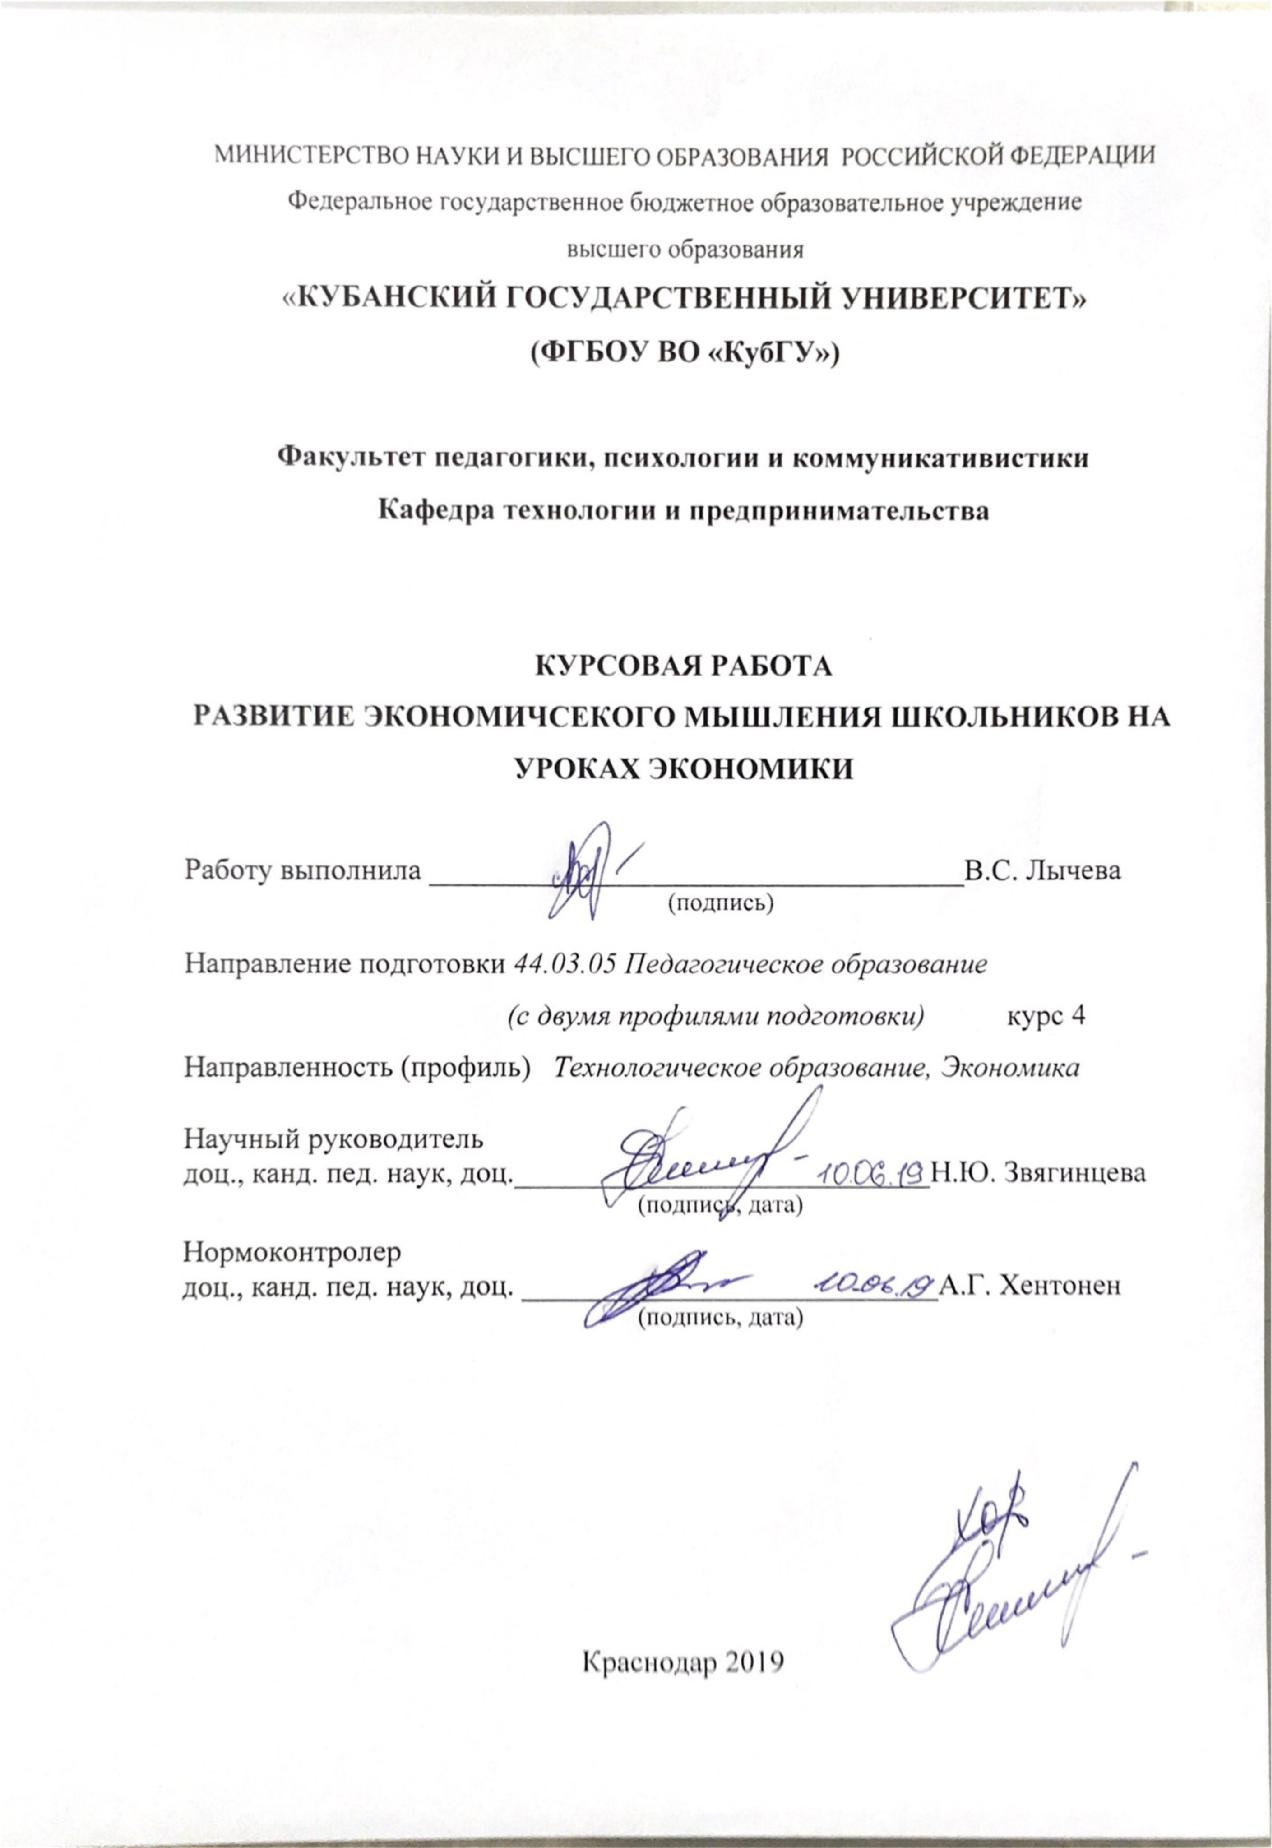 МИНИСТЕРСТВО НАУКИ И ВЫСШЕГО ОБРАЗОВАНИЯ РОССИЙСКОЙ ФЕДЕРАЦИИ
Федеральное государственное бюджетное образовательное учреждение
высшего образования
«КУБАНСКИЙ ГОСУДАРСТВЕННЫЙ УНИВЕРСИТЕТ»
(ФГБОУ ВО «КубГУ»)
Факультет педагогики, психологии и коммуникативистики
Кафедра технологии и предпринимательства
КУРСОВАЯ РАБОТА
РАЗВИТИЕ ЭКОНОМИЧСЕКОГО МЫШЛЕНИЯ ШКОЛЬНИКОВ НА
УРОКАХ ЭКОНОМИКИ
Работу выполнила В.С. Лычева
(подпись)
Направление подготовки 44.03.05 Педагогическое образование
(с двумя профилями подготовки) курс 4
Направленность (профиль) Технологическое образование, Экономика
Научный руководитель
доц., канд. пед. наук, доц. 10.06.19 Н.Ю. Звягинцева
(подпись, дата)
Нормоконтролер
доц., канд. пед. наук, доц. 10.06.19 А.Г. Хентонен
(подпись, дата)
хор
Краснодар 2019